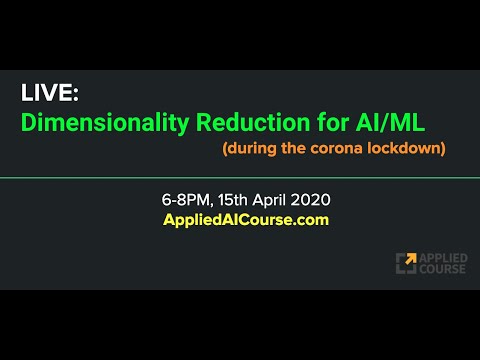 LIVE:
Dimensionality Reduction for AI/ML
(during the corona lockdown)
6-8PM, 15th April 2020
AppliedAICourse.com
APPLIED
COURSE